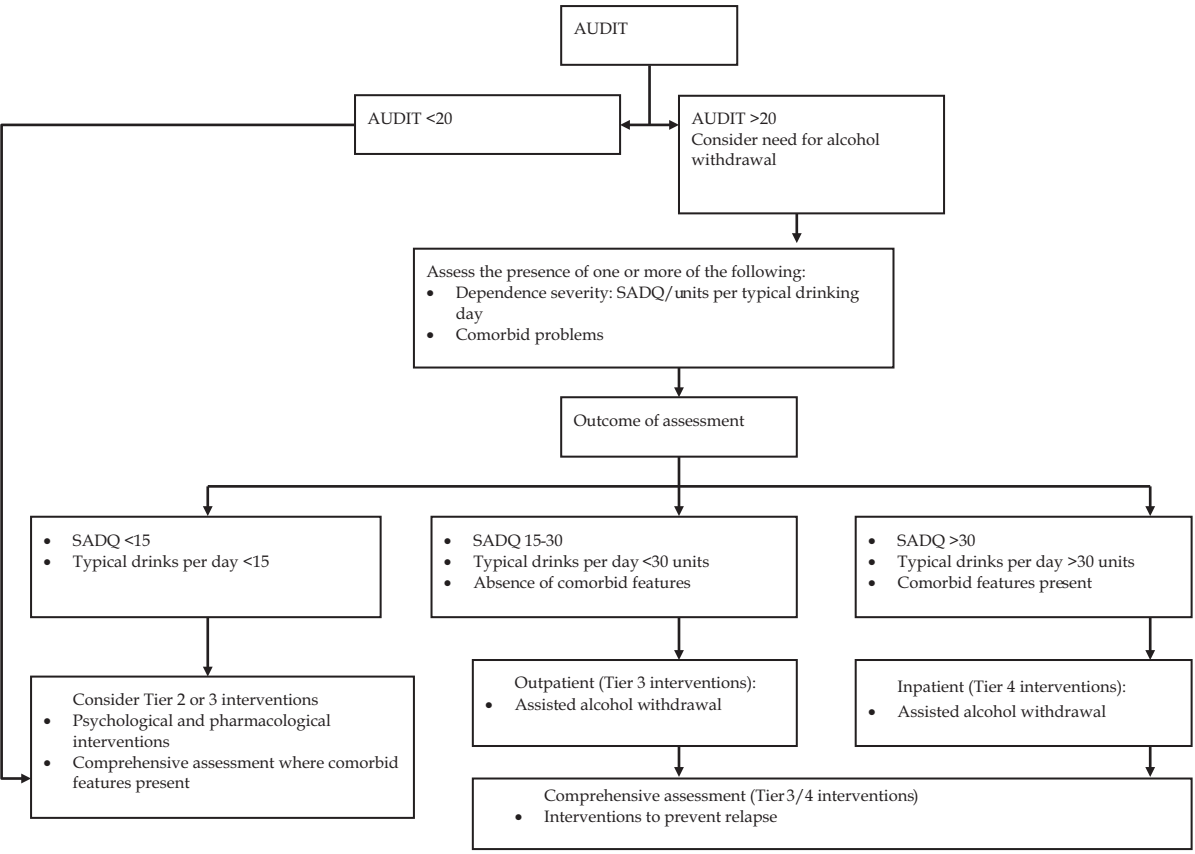 AUDIT
AUDIT <20
AUDIT >20
Consider need for alcohol
withdrawal
Assess the presence of one or more of the following:
• Dependence severity: SADQ/units per typical drinking
day
• Comorbid problems
Outcome of assessment
• SADQ <15
• Typical drinks per day <15
• SADQ 15-30
• Typical drinks per day <30 units
• Absence of comorbid features
• SADQ >30
• Typical drinks per day >30 units
• Comorbid features present
Consider Tier 2 or 3 interventions
• Psychological and pharmacological
interventions
• Comprehensive assessment where comorbid
features present
Outpatient (Tier 3 interventions):
• Assisted alcohol withdrawal
Inpatient (Tier 4 interventions):
• Assisted alcohol withdrawal
Comprehensive assessment (Tier 3/4 interventions)
• Interventions to prevent relapse